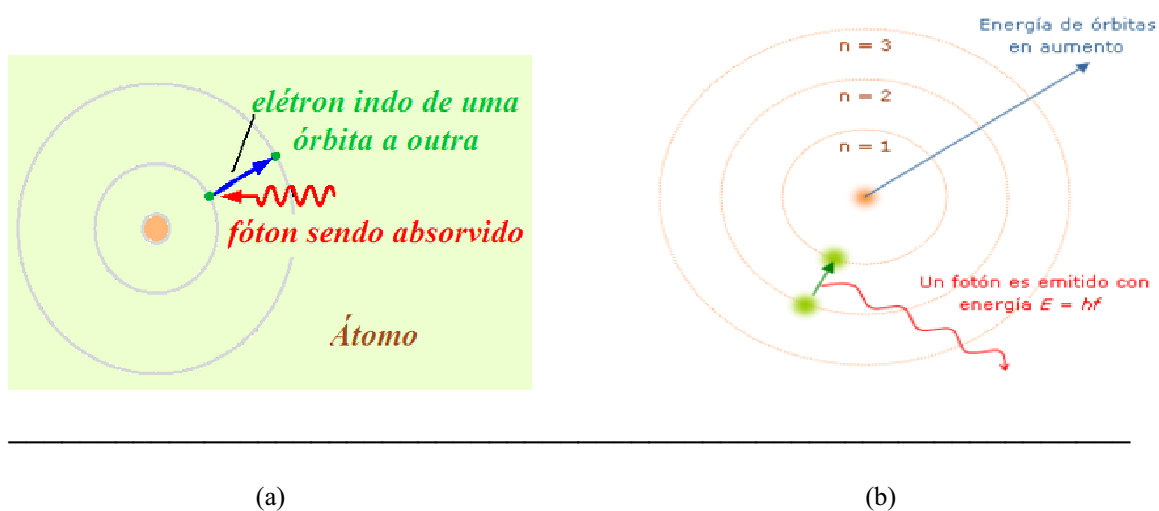 elétron indo de uma
órbita a outra
fóton sendo absorvido
Átomo
(a)
Energía de órbitas
en aumento
n = 3
n = 2
n = 1
Un fotón es emitido con
energía E = hf
(b)